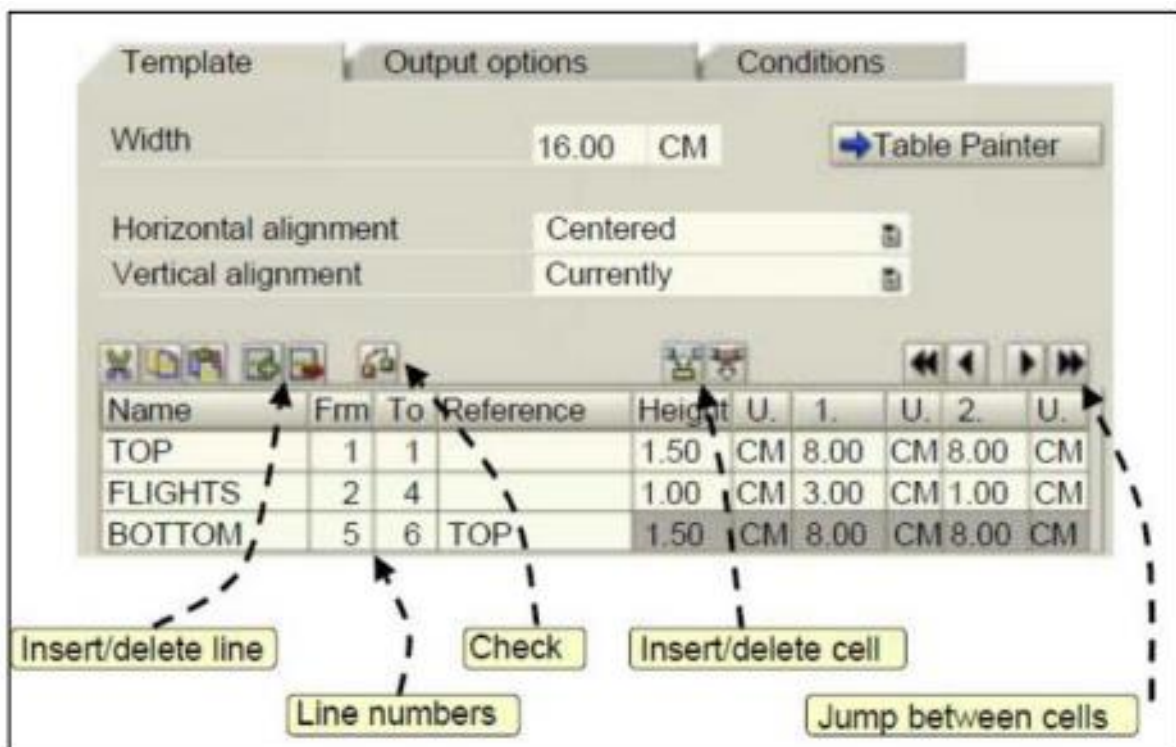 Template Output options Conditions
Width 16.00 CM Table Painter
Horizontal alignment Centered
Vertical alignment Currently
Name Frm To Reference Height U. 1. U. 2. U.
TOP 1 1 1.50 CM 8.00 CM 8.00 CM
FLIGHTS 2 4 1.00 CM 3.00 CM 1.00 CM
BOTTOM 5 6 TOP 1.50 CM 8.00 CM 8.00 CM
Insert/delete line Check Insert/delete cell
Line numbers Jump between cells